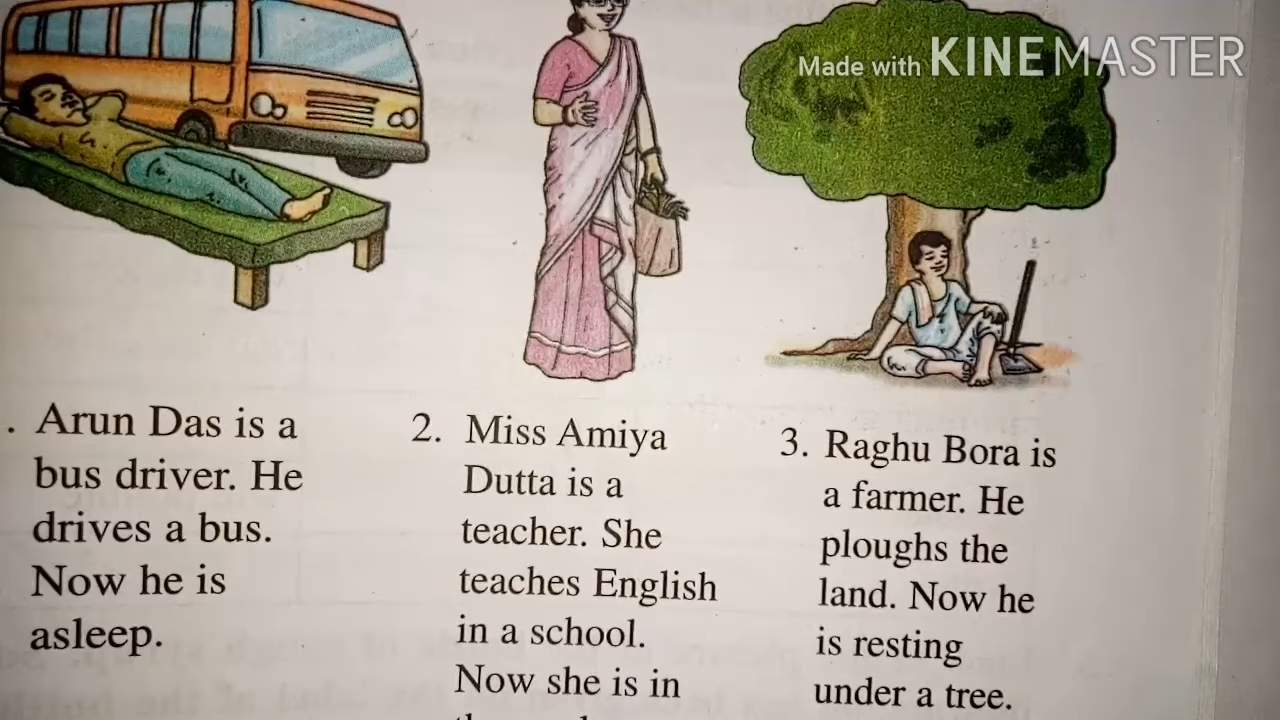 Made with KINEMASTER
. Arun Das is a
bus driver. He
drives a bus.
Now he is
asleep.
2. Miss Amiya
Dutta is a
teacher. She
teaches English
in a school.
Now she is in
3. Raghu Bora is
a farmer. He
ploughs the
land. Now he
is resting
under a tree.